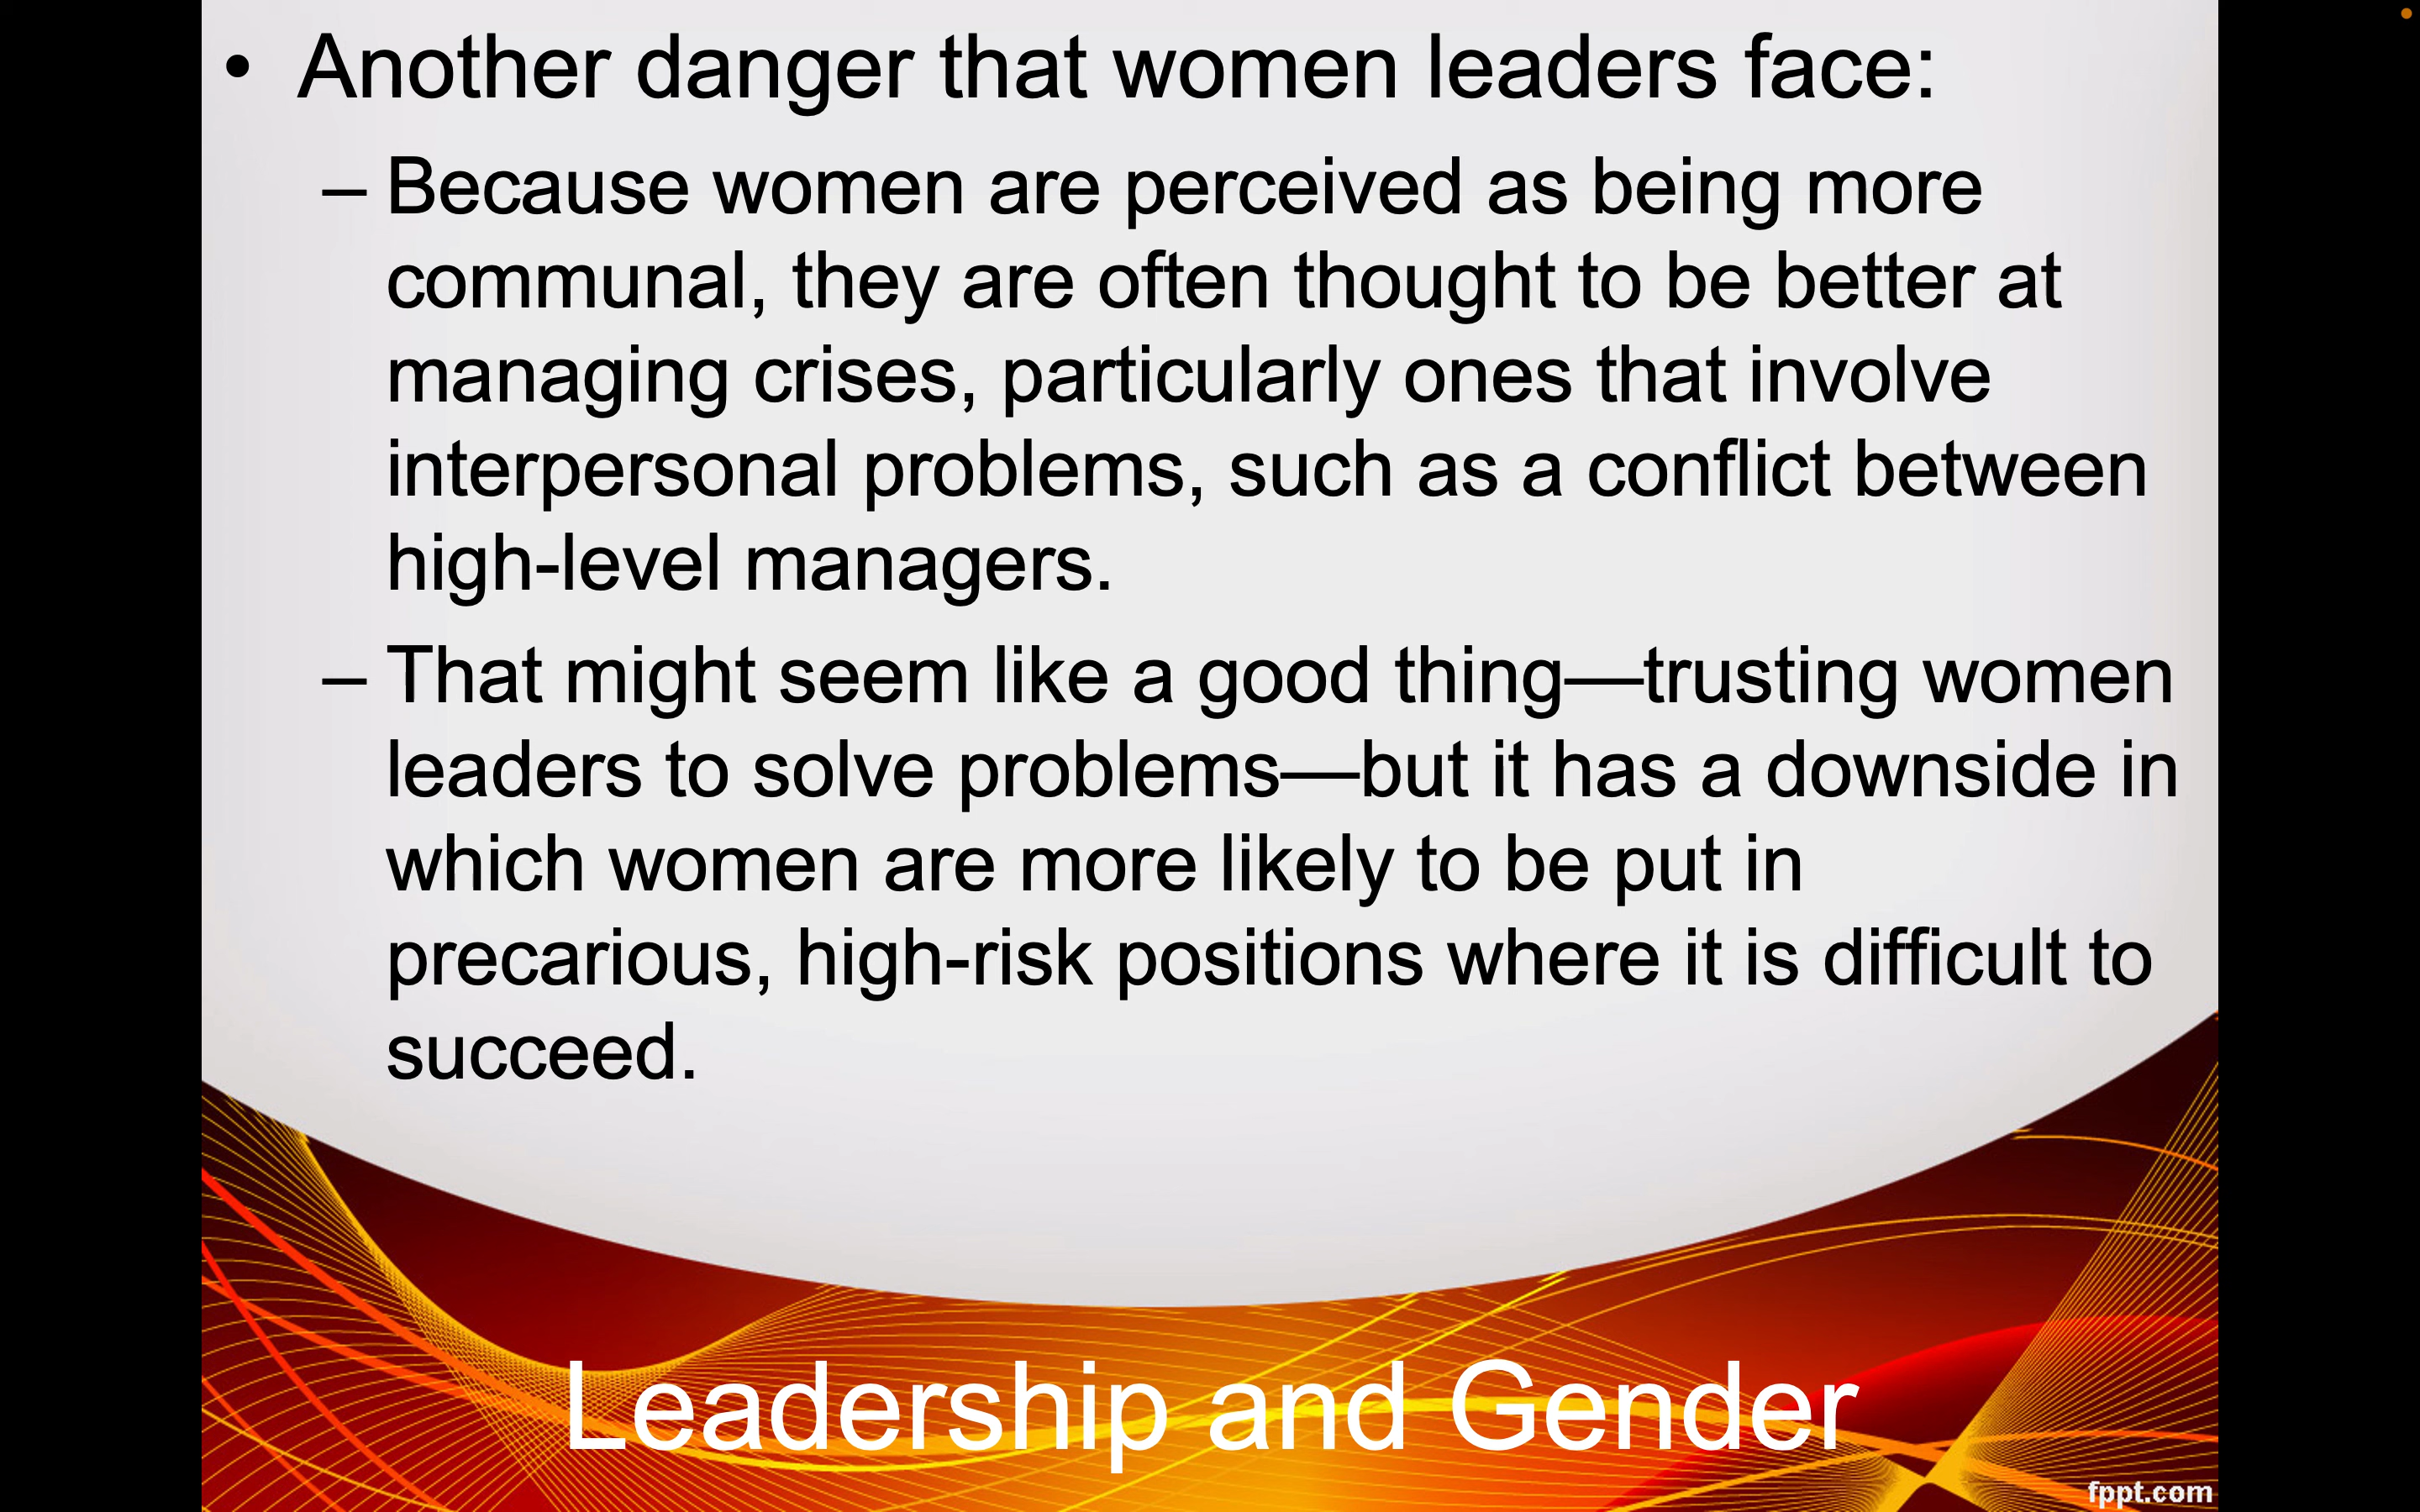 • Another danger that women leaders face:
– Because women are perceived as being more
communal, they are often thought to be better at
managing crises, particularly ones that involve
interpersonal problems, such as a conflict between
high-level managers.
– That might seem like a good thing—trusting women
leaders to solve problems—but it has a downside in
which women are more likely to be put in
precarious, high-risk positions where it is difficult to
succeed.
Leadership and Gender
fppt.com